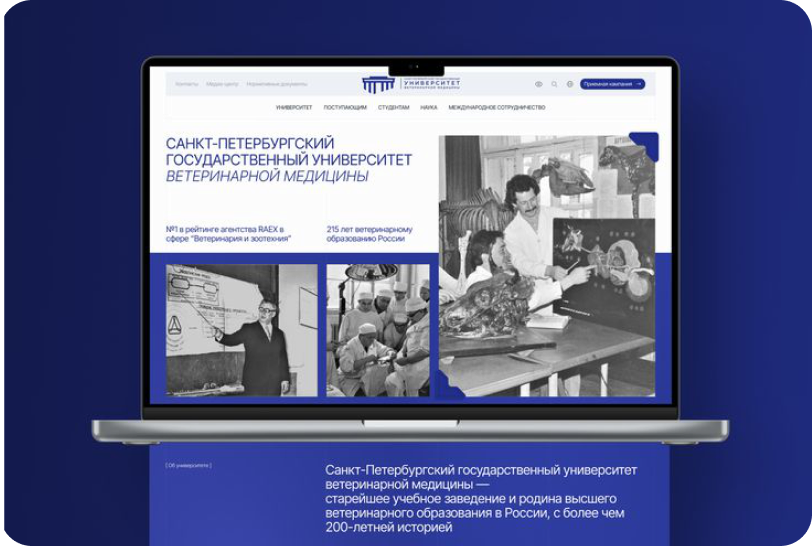 Контакты Медиа-центр Нормативные документы
УНИВЕРСИТЕТ
ВЕТЕРИНАРНОЙ МЕДИЦИНЫ
Приемная кампания →
УНИВЕРСИТЕТ ПОСТУПАЮЩИМ СТУДЕНТАМ НАУКА МЕЖДУНАРОДНОЕ СОТРУДНИЧЕСТВО
САНКТ-ПЕТЕРБУРГСКИЙ
ГОСУДАРСТВЕННЫЙ УНИВЕРСИТЕТ
ВЕТЕРИНАРНОЙ МЕДИЦИНЫ
№1 в рейтинге агентства RAEX в
сфере "Ветеринария и зоотехния"
215 лет ветеринарному
образованию России
[ Об университете ]
Санкт-Петербургский государственный университет
ветеринарной медицины —
старейшее учебное заведение и родина высшего
ветеринарного образования в России, с более чем
200-летней историей